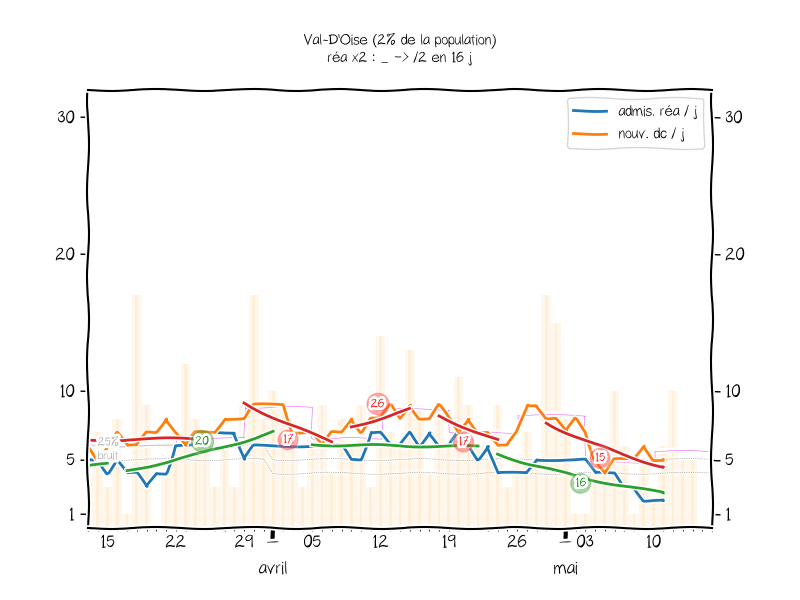 Val-D'Oise (2% de la population)
réa x2 : _ -> /2 en 16 j
admis. réa / j
nouv. dc / j
30
30
20
20
10
10
5
5
1
1
25%
bruit
20
17
26
17
15
16
15 22 29 05 12 19 26 03 10
avril mai